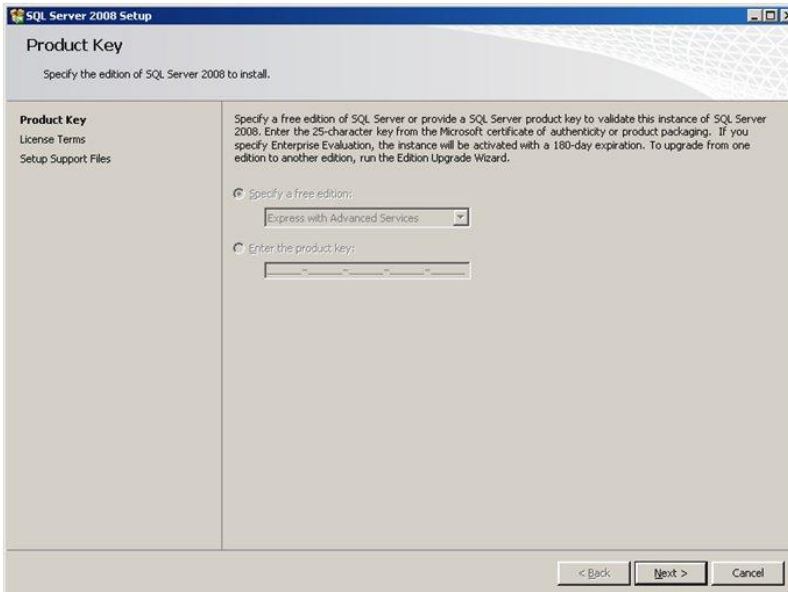 SQL Server 2008 Setup
Product Key
Specify the edition of SQL Server 2008 to install.
Product Key
License Terms
Setup Support Files
Specify a free edition of SQL Server or provide a SQL Server product key to validate this instance of SQL Server
2008. Enter the 25-character key from the Microsoft certificate of authenticity or product packaging. If you
specify Enterprise Evaluation, the instance will be activated with a 180-day expiration. To upgrade from one
edition to another edition, run the Edition Upgrade Wizard.
Specify a free edition:
Express with Advanced Services
Enter the product key:
_____-_____-_____-_____-_____
< Back
Next >
Cancel